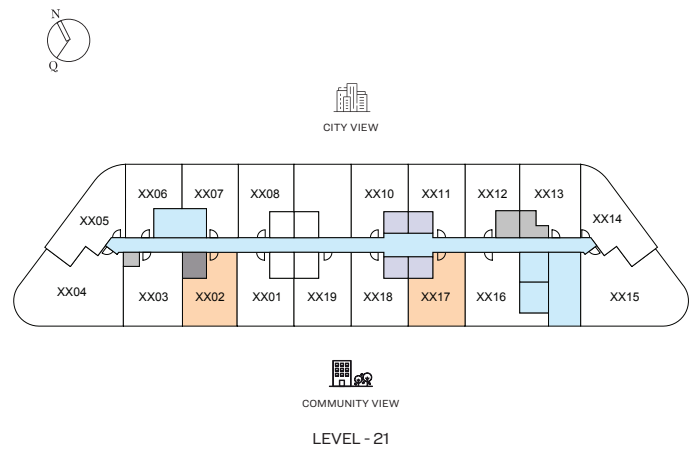 N
Q
CITY VIEW
XX06 XX07 XX08 XX10 XX11 XX12 XX13
XX05 XX14
XX04 XX03 XX02 XX01 XX19 XX18 XX17 XX16 XX15
COMMUNITY VIEW
LEVEL - 21